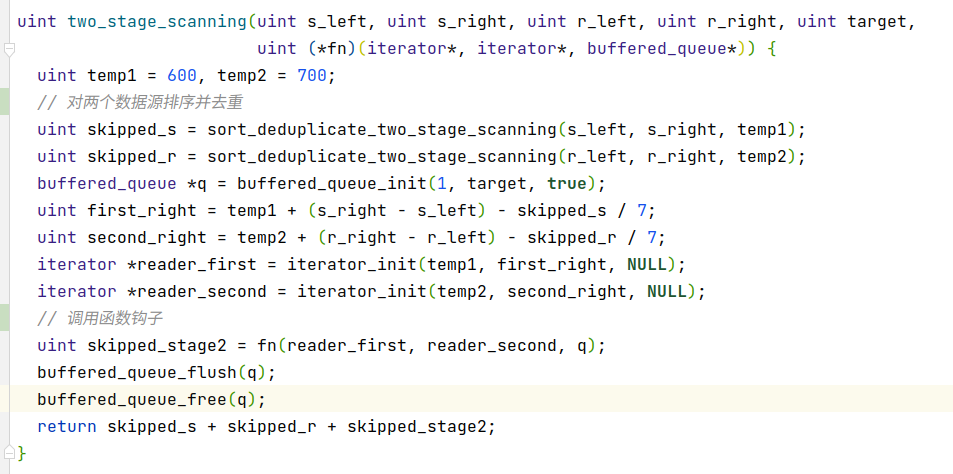 uint two_stage_scanning(uint s_left, uint s_right, uint r_left, uint r_right, uint target,
                        uint (*fn)(iterator*, iterator*, buffered_queue*)) {
  uint temp1 = 600, temp2 = 700;
  // 对两个数据源排序并去重
  uint skipped_s = sort_deduplicate_two_stage_scanning(s_left, s_right, temp1);
  uint skipped_r = sort_deduplicate_two_stage_scanning(r_left, r_right, temp2);
  buffered_queue *q = buffered_queue_init(1, target, true);
  uint first_right = temp1 + (s_right - s_left) - skipped_s / 7;
  uint second_right = temp2 + (r_right - r_left) - skipped_r / 7;
  iterator *reader_first = iterator_init(temp1, first_right, NULL);
  iterator *reader_second = iterator_init(temp2, second_right, NULL);
  // 调用函数钩子
  uint skipped_stage2 = fn(reader_first, reader_second, q);
  buffered_queue_flush(q);
  buffered_queue_free(q);
  return skipped_s + skipped_r + skipped_stage2;
}